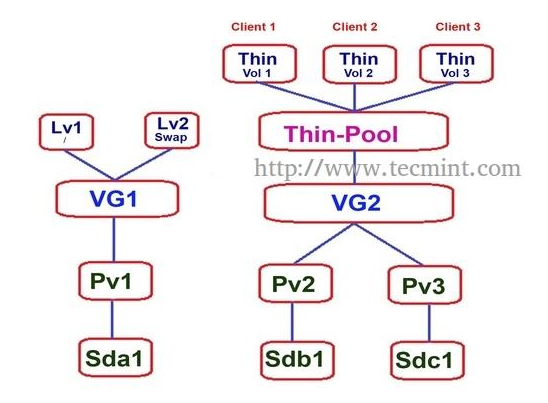 Client 1 Client 2 Client 3
Thin Thin Thin
Vol 1 Vol 2 Vol 3
Lv1 Lv2
/ Swap
Thin-Pool
http://www.tecmint.com
VG1 VG2
Pv1 Pv2 Pv3
Sda1 Sdb1 Sdc1